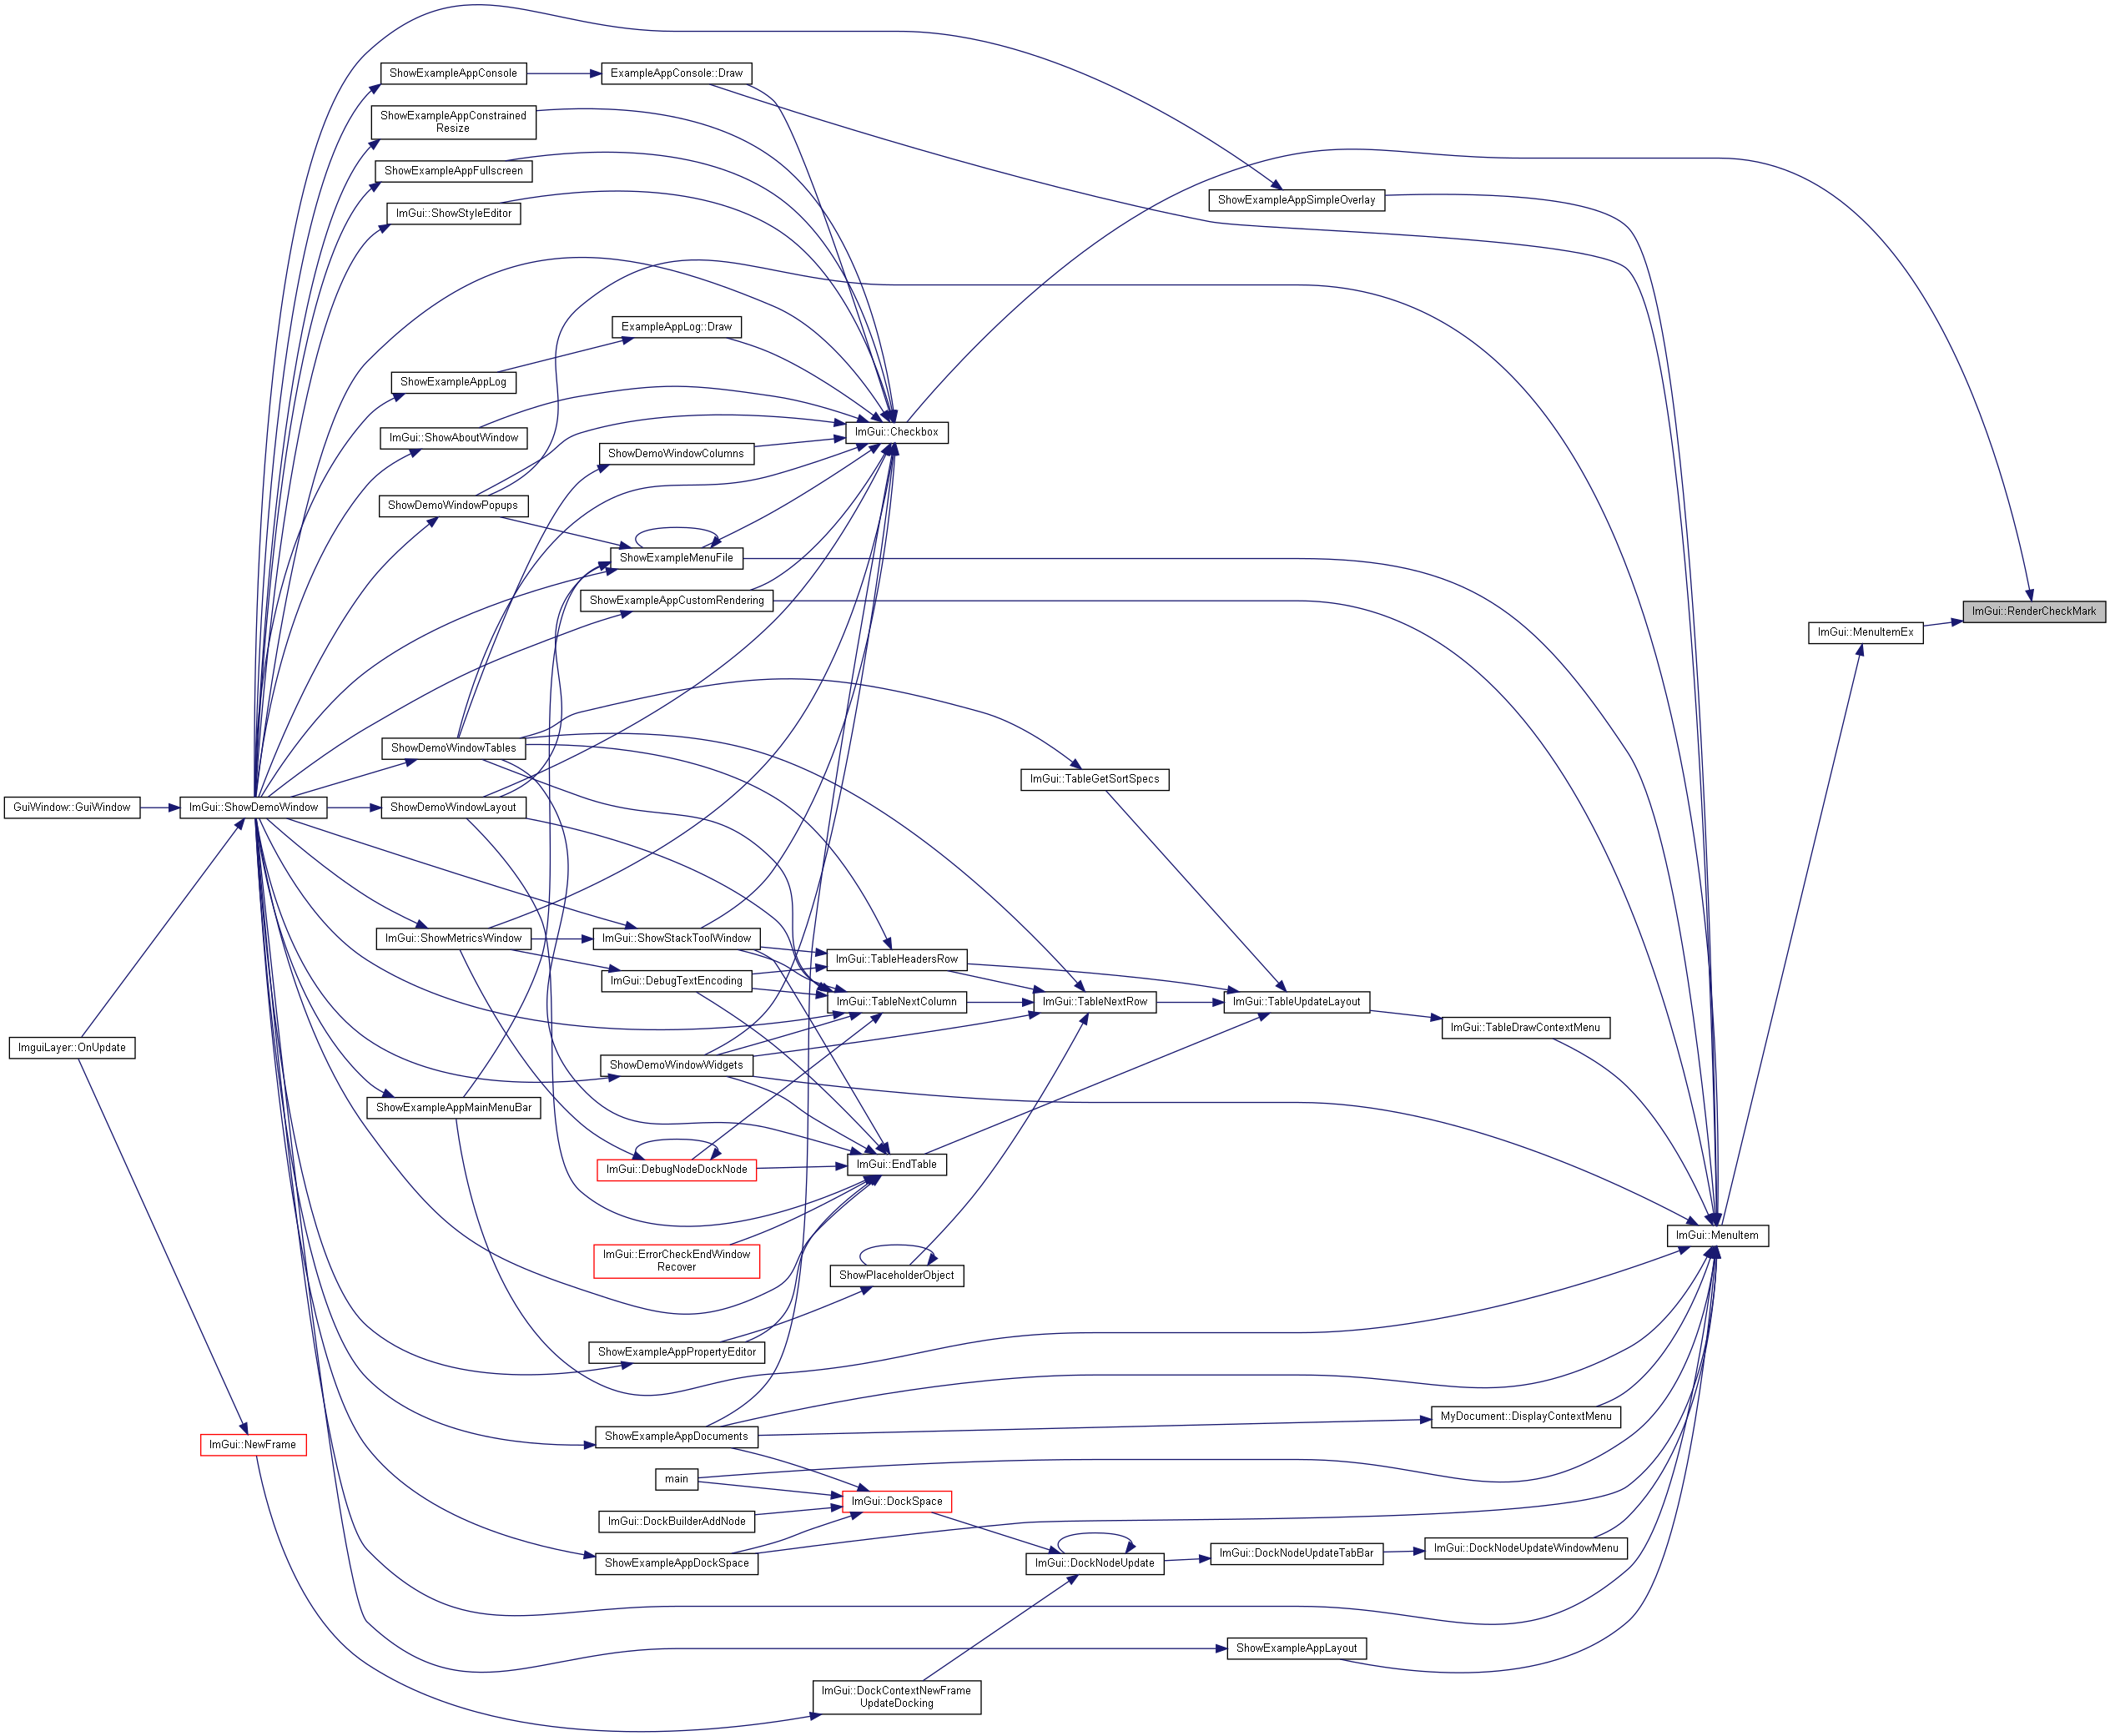 ShowExampleAppConsole
ExampleAppConsole::Draw
ShowExampleAppConstrained
Resize
ShowExampleAppFullscreen
ShowExampleAppSimpleOverlay
ImGui::ShowStyleEditor
ExampleAppLog::Draw
ShowExampleAppLog
ImGui::ShowAboutWindow
ImGui::Checkbox
ShowDemoWindowColumns
ShowDemoWindowPopups
ShowExampleMenuFile
ShowExampleAppCustomRendering
ImGui::RenderCheckMark
ImGui::MenuItemEx
ShowDemoWindowTables
ImGui::TableGetSortSpecs
GuiWindow::GuiWindow
ImGui::ShowDemoWindow
ShowDemoWindowLayout
ImGui::ShowMetricsWindow
ImGui::ShowStackToolWindow
ImGui::TableHeadersRow
ImGui::DebugTextEncoding
ImGui::TableNextColumn
ImGui::TableNextRow
ImGui::TableUpdateLayout
ImGui::TableDrawContextMenu
ImguiLayer::OnUpdate
ShowDemoWindowWidgets
ShowExampleAppMainMenuBar
ImGui::DebugNodeDockNode
ImGui::EndTable
ImGui::MenuItem
ImGui::ErrorCheckEndWindow
Recover
ShowPlaceholderObject
ShowExampleAppPropertyEditor
MyDocument::DisplayContextMenu
ShowExampleAppDocuments
ImGui::NewFrame
main
ImGui::DockSpace
ImGui::DockBuilderAddNode
ImGui::DockNodeUpdateWindowMenu
ImGui::DockNodeUpdateTabBar
ShowExampleAppDockSpace
ImGui::DockNodeUpdate
ShowExampleAppLayout
ImGui::DockContextNewFrame
UpdateDocking